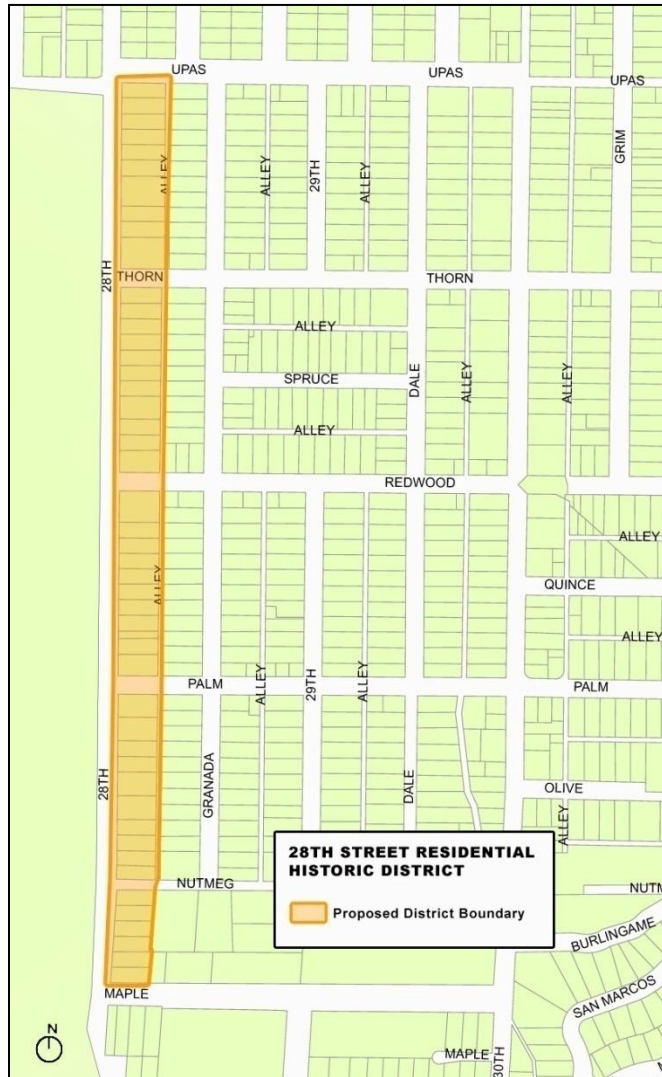 UPAS
UPAS
UPAS
GRIM
ALLEY
ALLEY
29TH
ALLEY
28TH
THORN
THORN
ALLEY
SPRUCE
DALE
ALLEY
ALLEY
ALLEY
REDWOOD
ALLEY
ALLEY
QUINCE
ALLEY
ALLEY
29TH
ALLEY
PALM
PALM
28TH
GRANADA
DALE
OLIVE
ALLEY
28TH STREET RESIDENTIAL
HISTORIC DISTRICT
Proposed District Boundary
NUTMEG
NUTM
BURLINGAME
SAN MARCOS
MAPLE
N
MAPLE
30TH